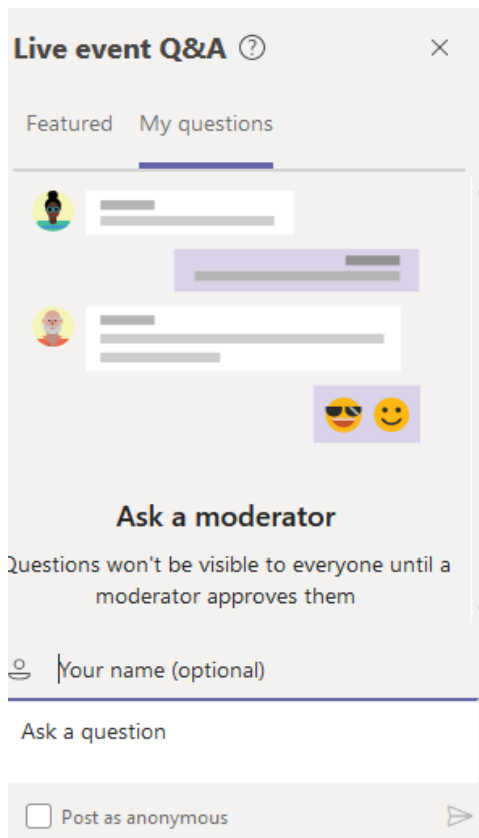 Live event Q&A
Featured My questions
Ask a moderator
Questions won't be visible to everyone until a
moderator approves them
Your name (optional)
Ask a question
Post as anonymous